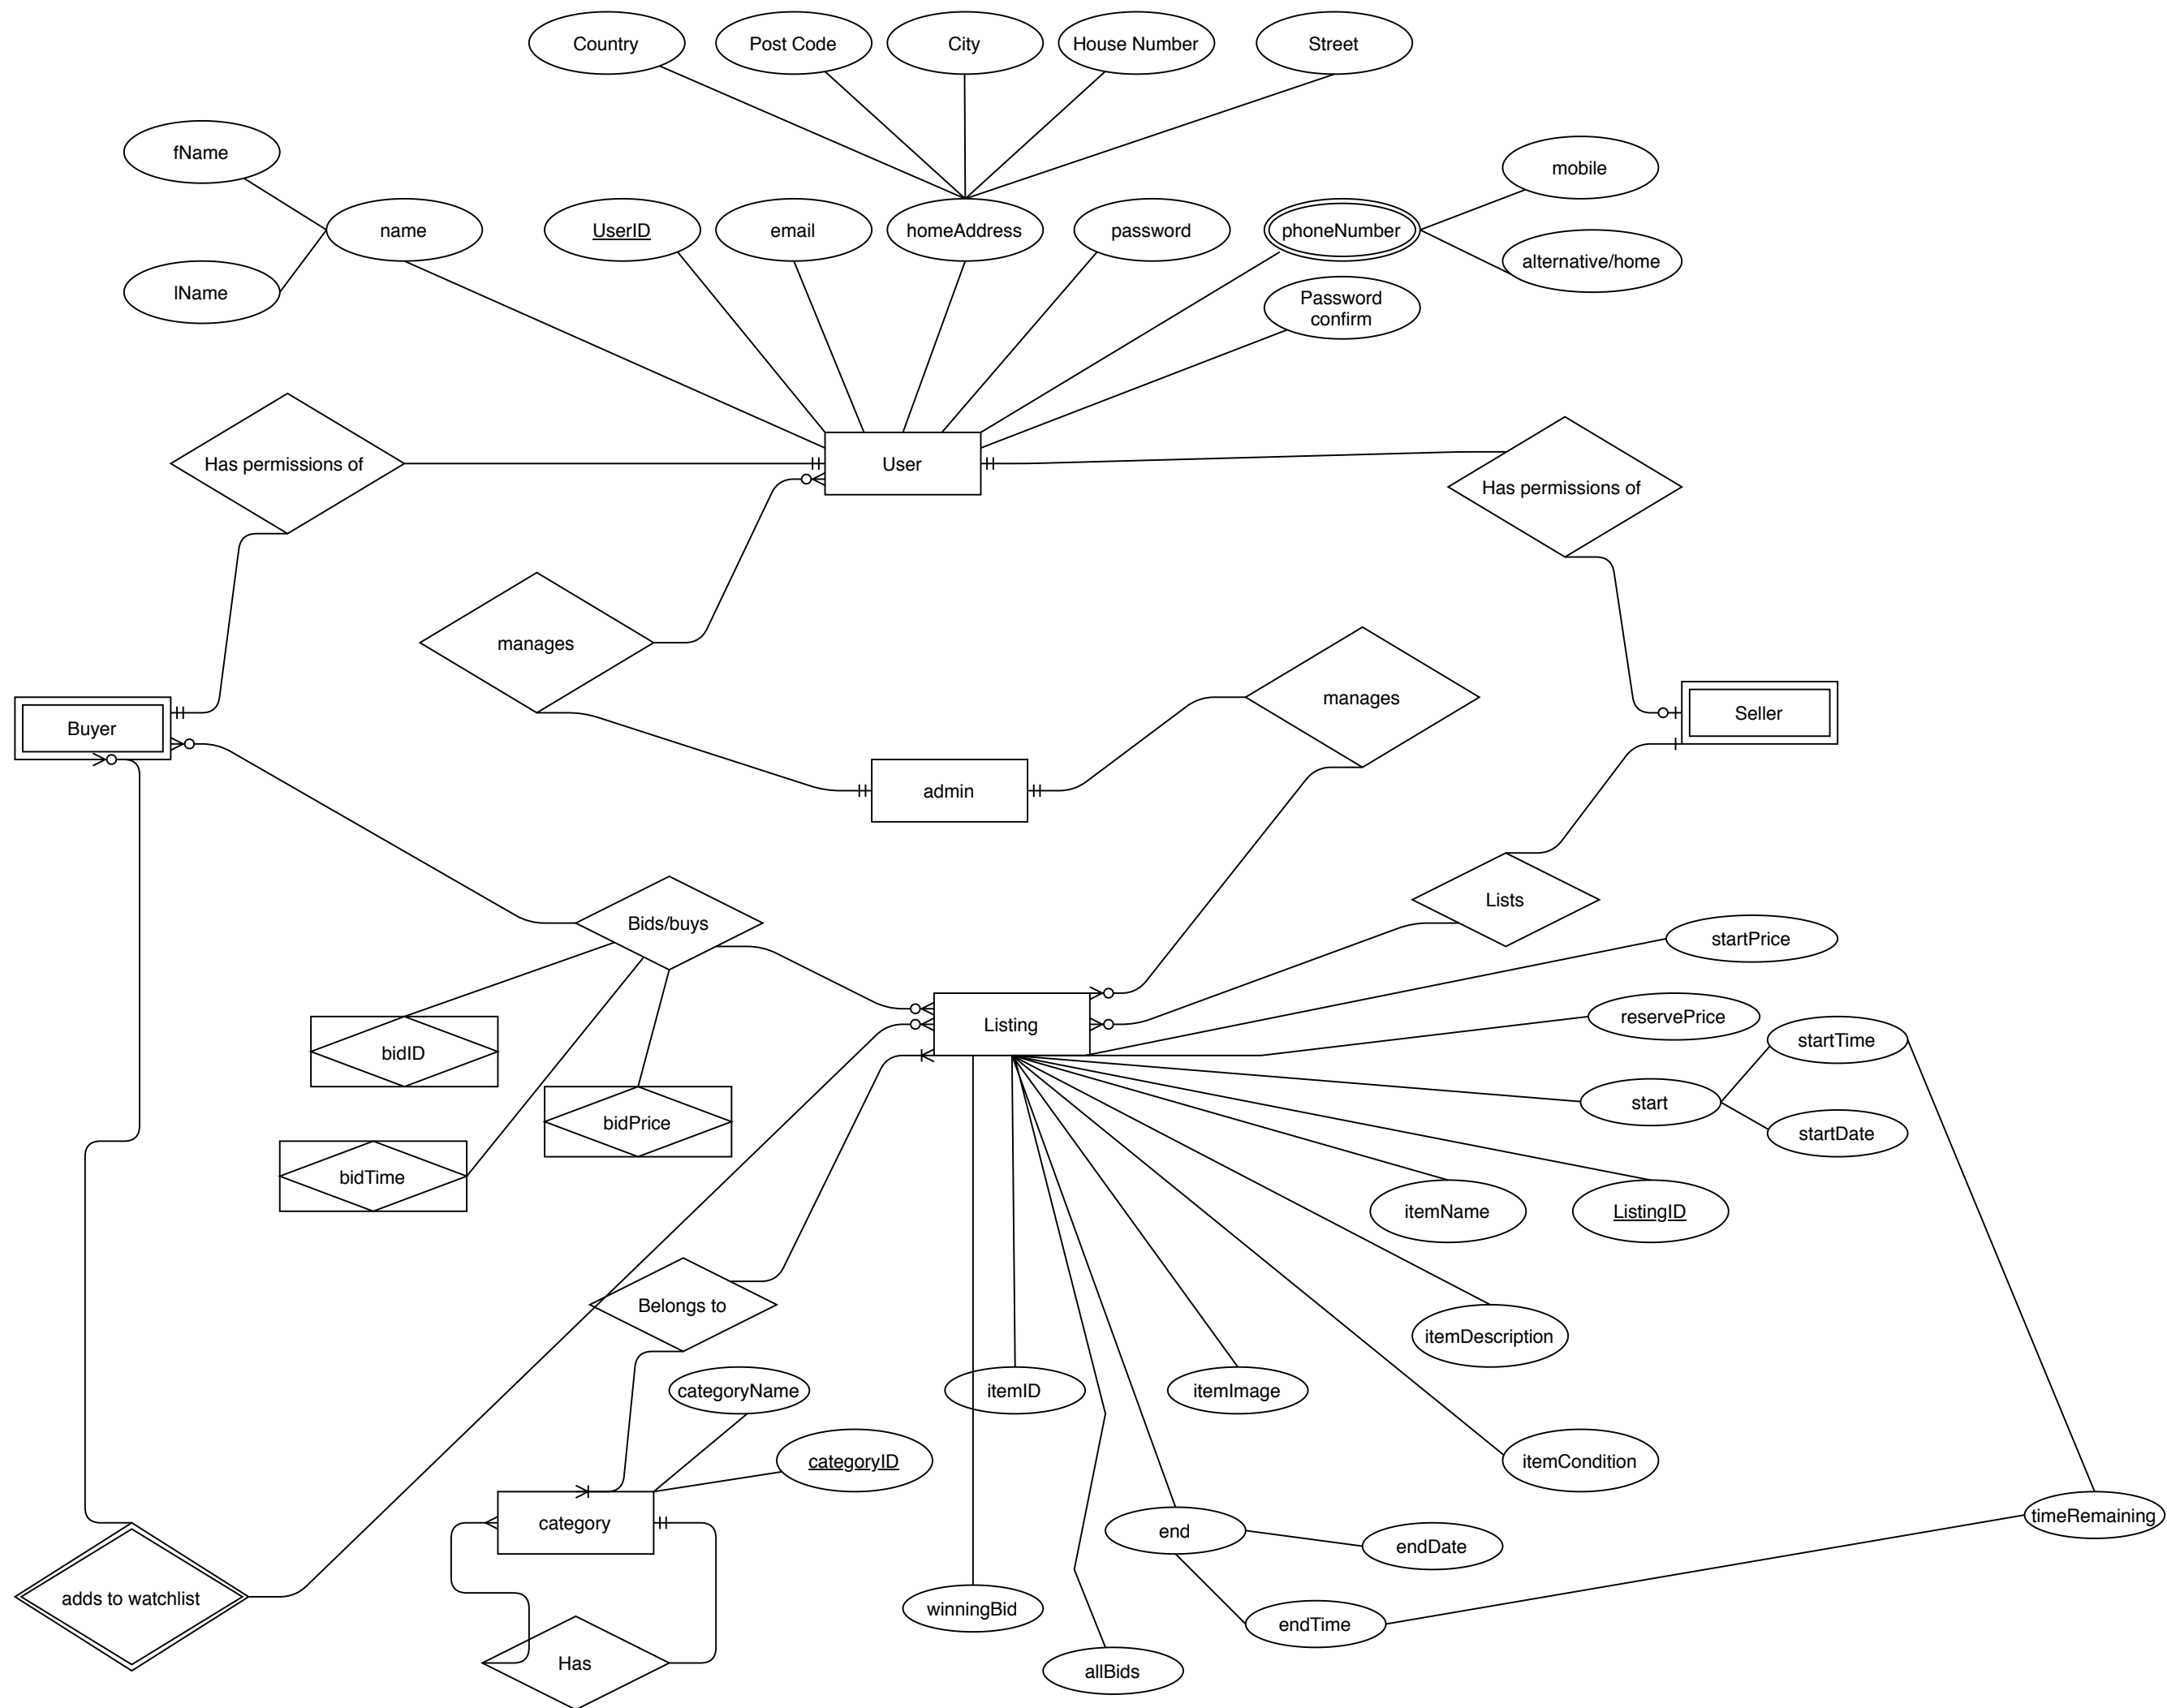 Country
Post Code
City
House Number
Street
fName
mobile
name
UserID
email
homeAddress
password
phoneNumber
alternative/home
lName
Password
confirm
Has permissions of
User
Has permissions of
manages
manages
Buyer
Seller
admin
Lists
Bids/buys
startPrice
reservePrice
Listing
startTime
bidID
start
bidPrice
startDate
bidTime
itemName
ListingID
Belongs to
itemDescription
categoryName
itemID
itemImage
categoryID
itemCondition
timeRemaining
category
end
endDate
adds to watchlist
winningBid
endTime
Has
allBids